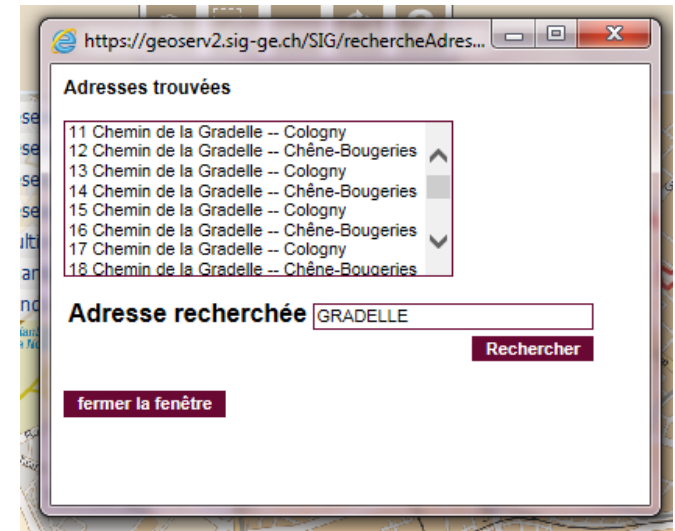 https://geoserv2.sig-ge.ch/SIG/rechercheAdres...
Adresses trouvées
11 Chemin de la Gradelle -- Cologny
12 Chemin de la Gradelle -- Chêne-Bougeries
13 Chemin de la Gradelle -- Cologny
14 Chemin de la Gradelle -- Chêne-Bougeries
15 Chemin de la Gradelle -- Cologny
16 Chemin de la Gradelle -- Chêne-Bougeries
17 Chemin de la Gradelle -- Cologny
18 Chemin de la Gradelle -- Chêne-Bougeries
Adresse recherchée GRADELLE
Rechercher
fermer la fenêtre